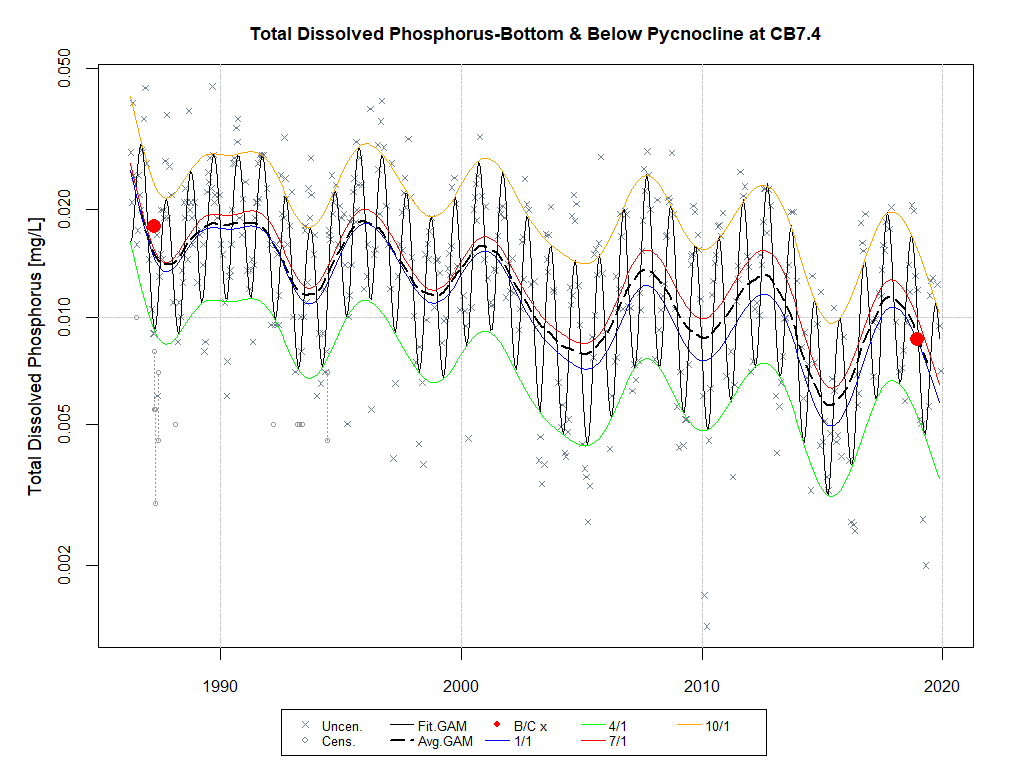 Total Dissolved Phosphorus-Bottom & Below Pycnocline at CB7.4
Total Dissolved Phosphorus [mg/L]
0.050
0.020
0.010
0.005
0.002
1990 2000 2010 2020
Uncen. Fit.GAM B/C x 4/1 10/1
Cens. Avg.GAM 1/1 7/1